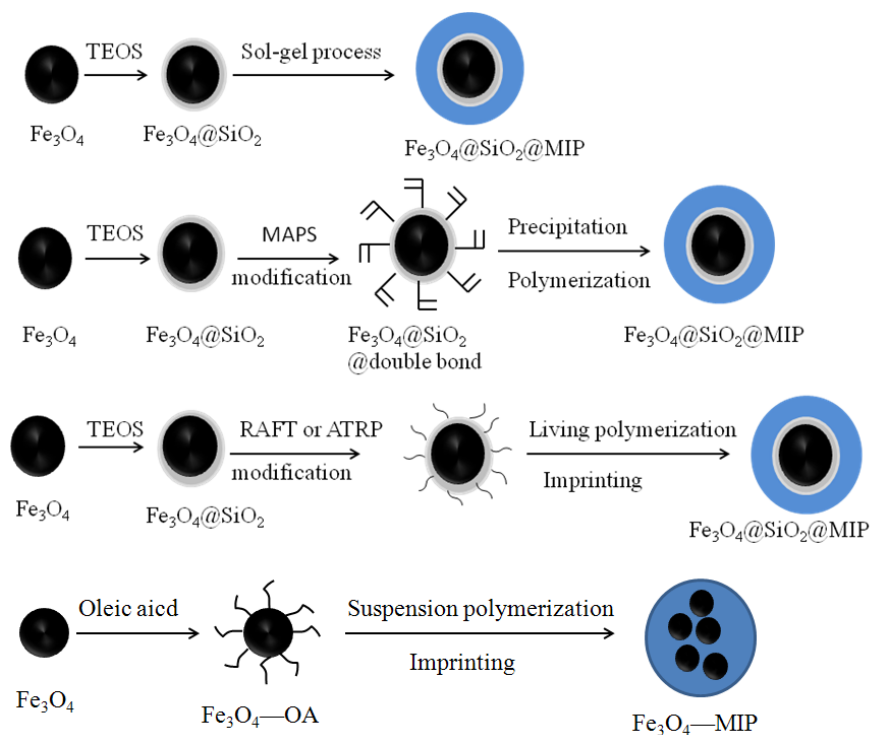 TEOS
Sol-gel process
Fe₃O₄
Fe₃O₄@SiO₂
Fe₃O₄@SiO₂@MIP
TEOS
MAPS
modification
Precipitation
Polymerization
Fe₃O₄
Fe₃O₄@SiO₂
Fe₃O₄@SiO₂
@double bond
Fe₃O₄@SiO₂@MIP
TEOS
RAFT or ATRP
modification
Living polymerization
Imprinting
Fe₃O₄
Fe₃O₄@SiO₂
Fe₃O₄@SiO₂@MIP
Oleic aicd
Suspension polymerization
Imprinting
Fe₃O₄
Fe₃O₄—OA
Fe₃O₄—MIP